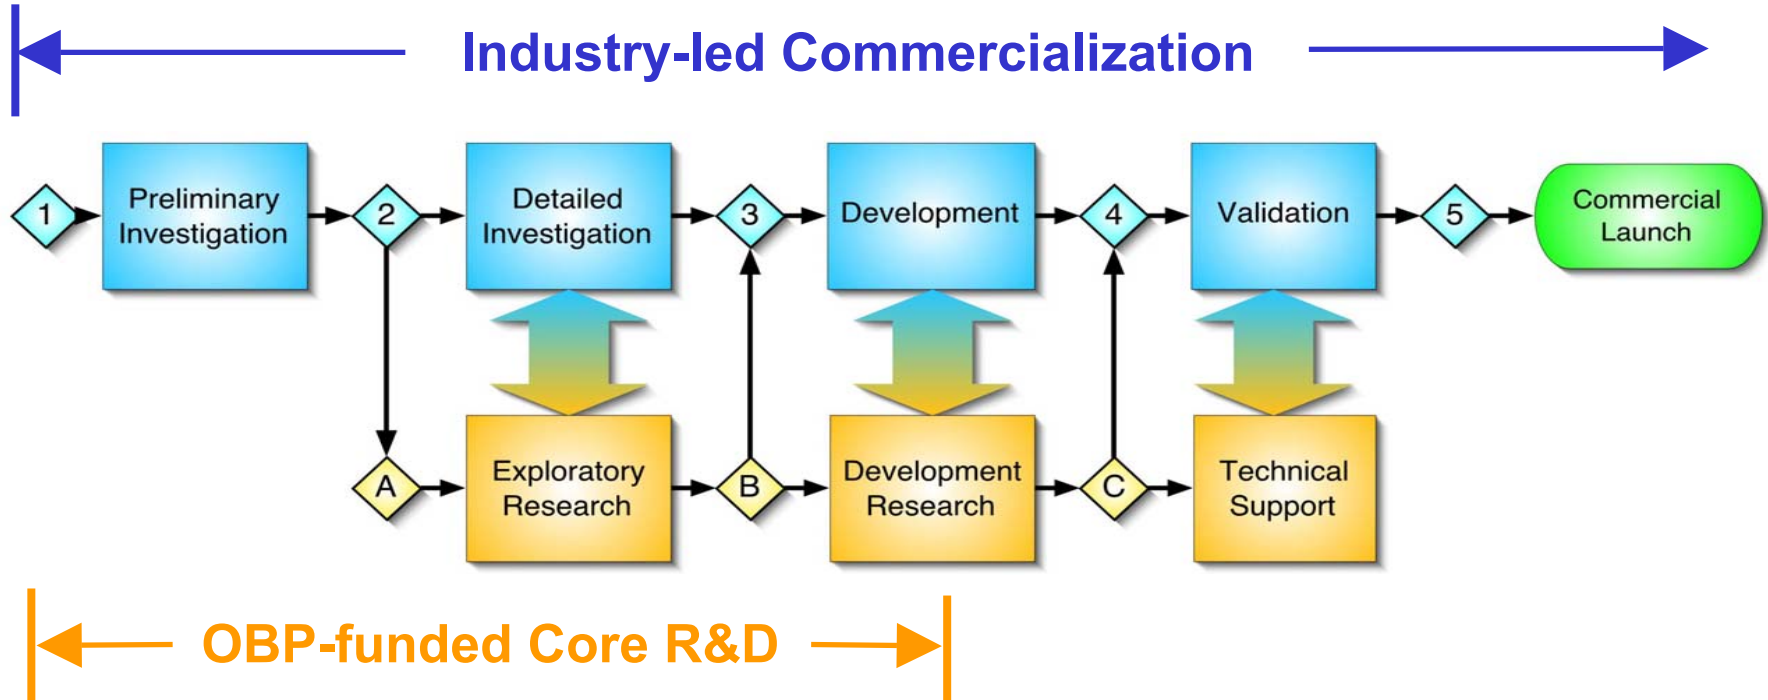 Industry-led Commercialization
1
Preliminary
Investigation
2
Detailed
Investigation
3
Development
4
Validation
5
Commercial
Launch
A
Exploratory
Research
B
Development
Research
C
Technical
Support
OBP-funded Core R&D